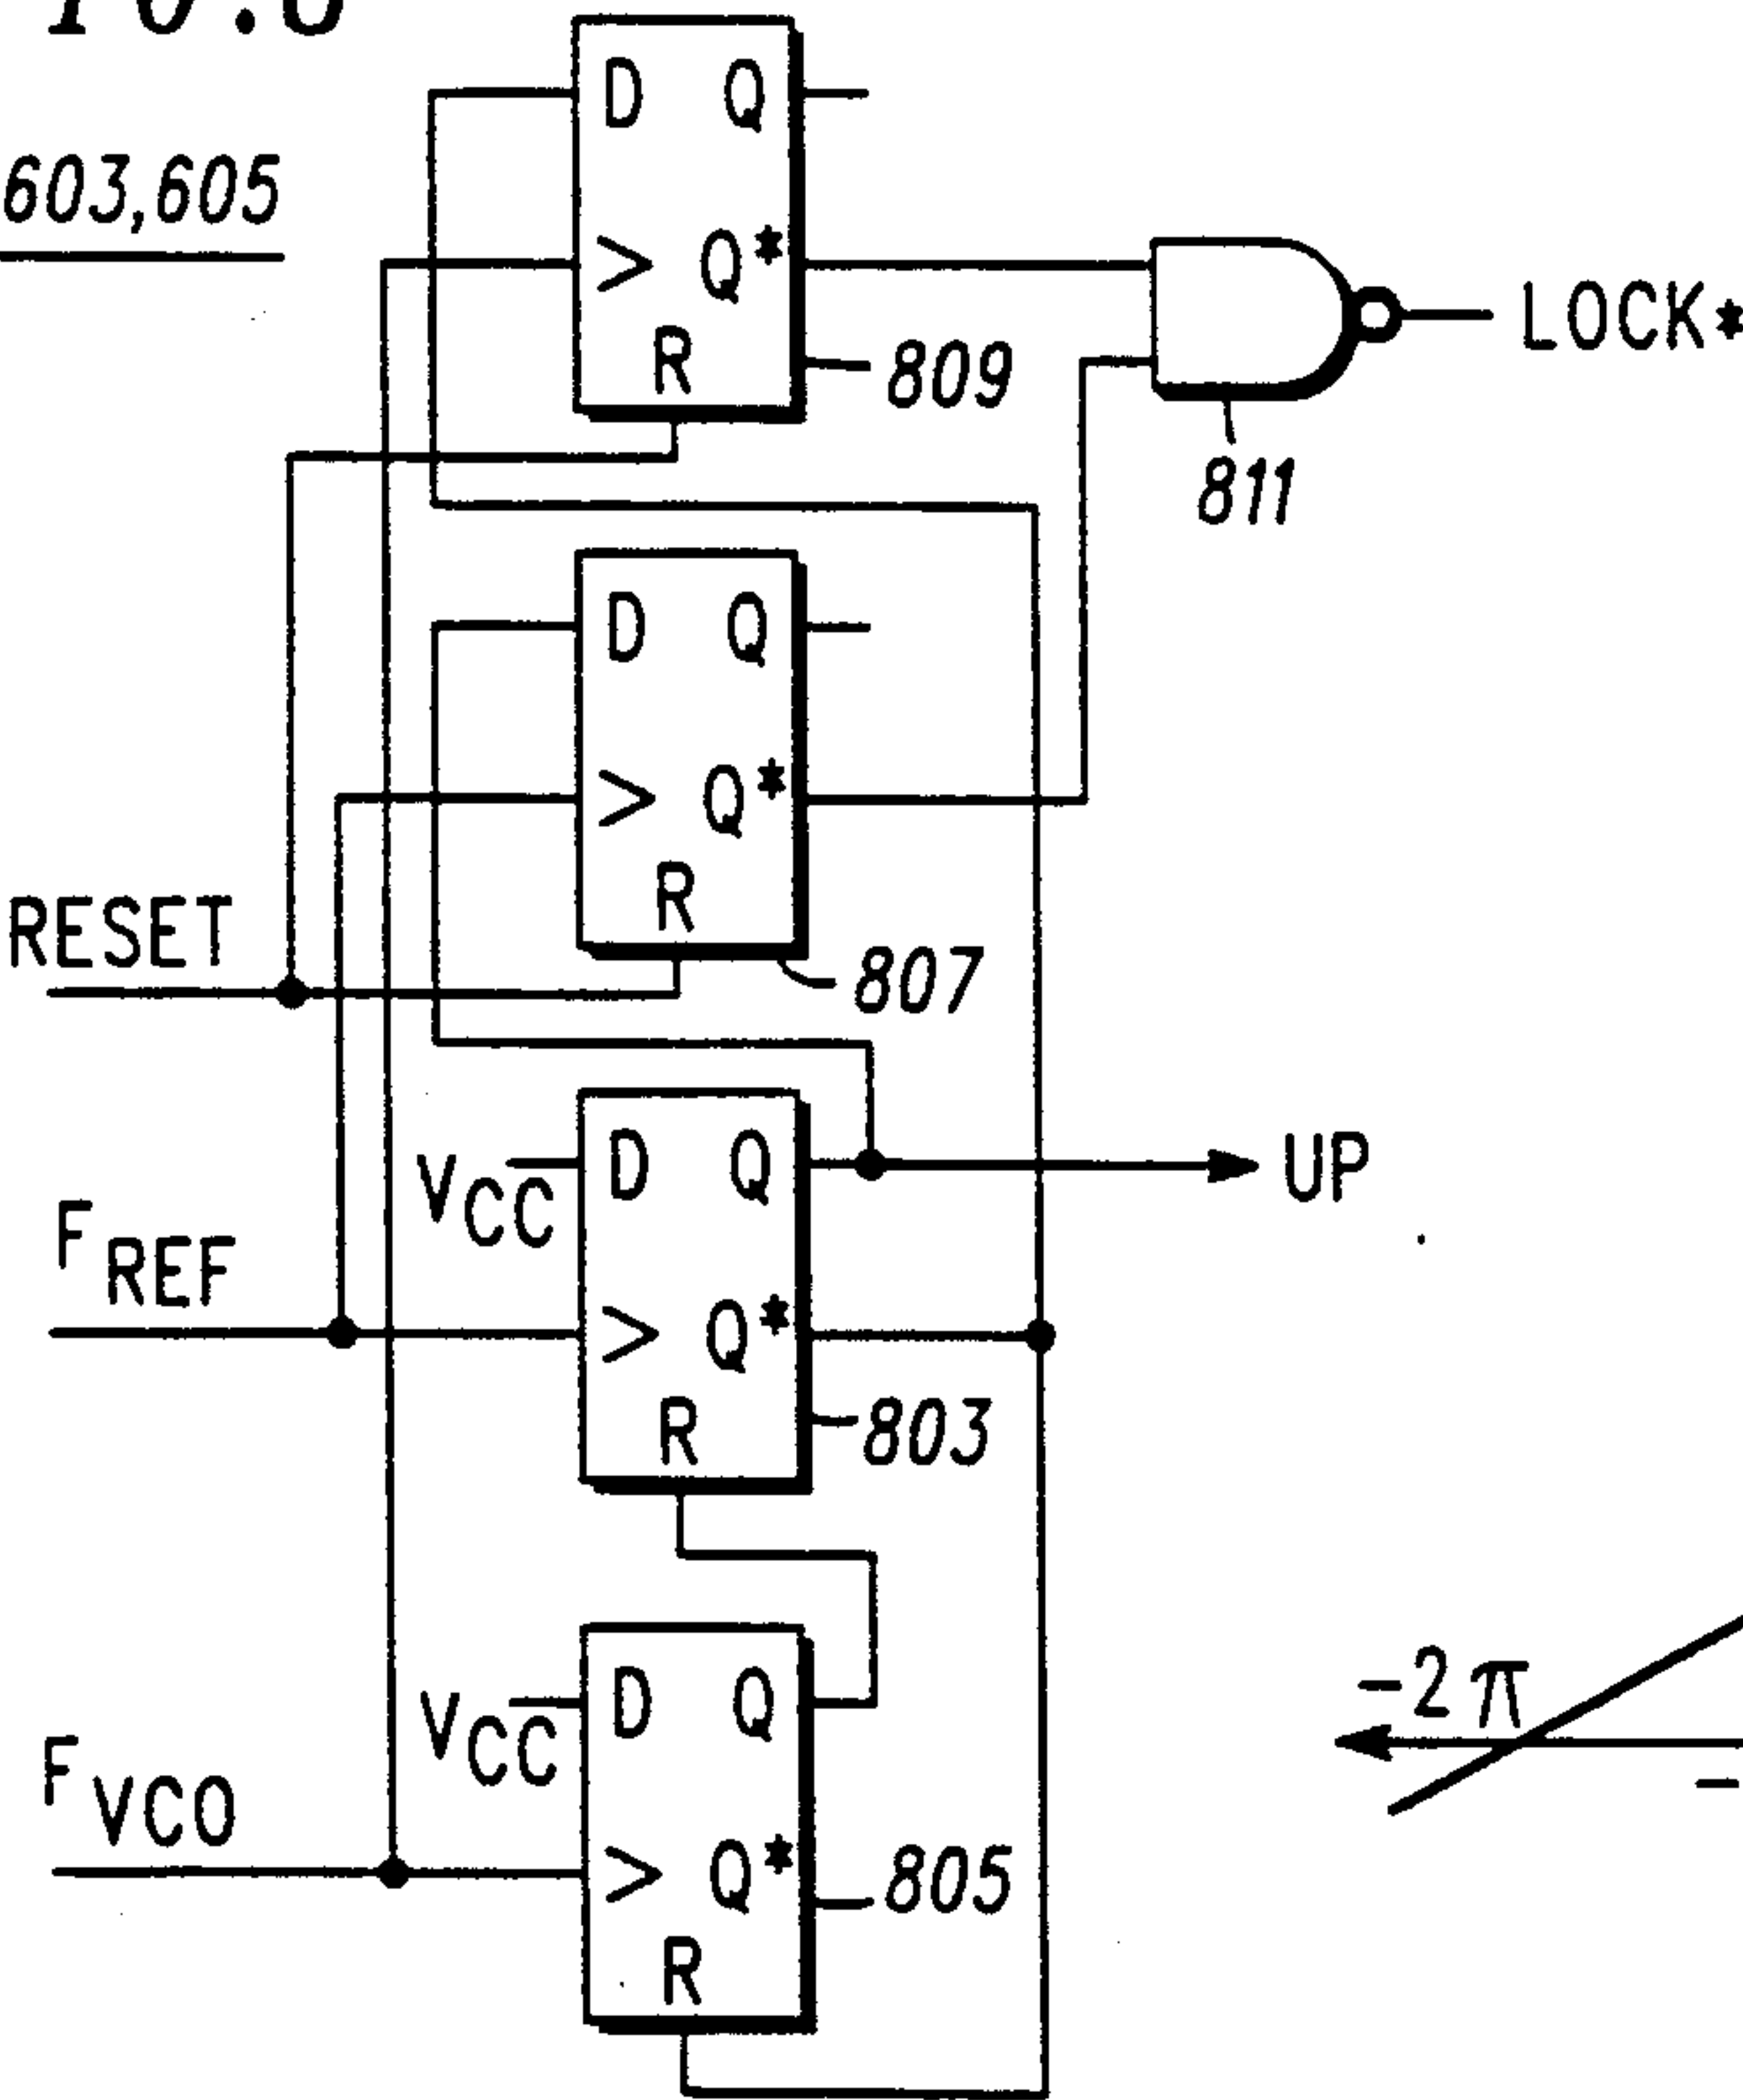 603,605
D Q
> Q*
R
809
LOCK*
811
D Q
> Q*
R
807
RESET
VCC
D Q
UP
FREF
> Q*
R
803
VCC
D Q
-2π
FVCO
> Q*
805
R